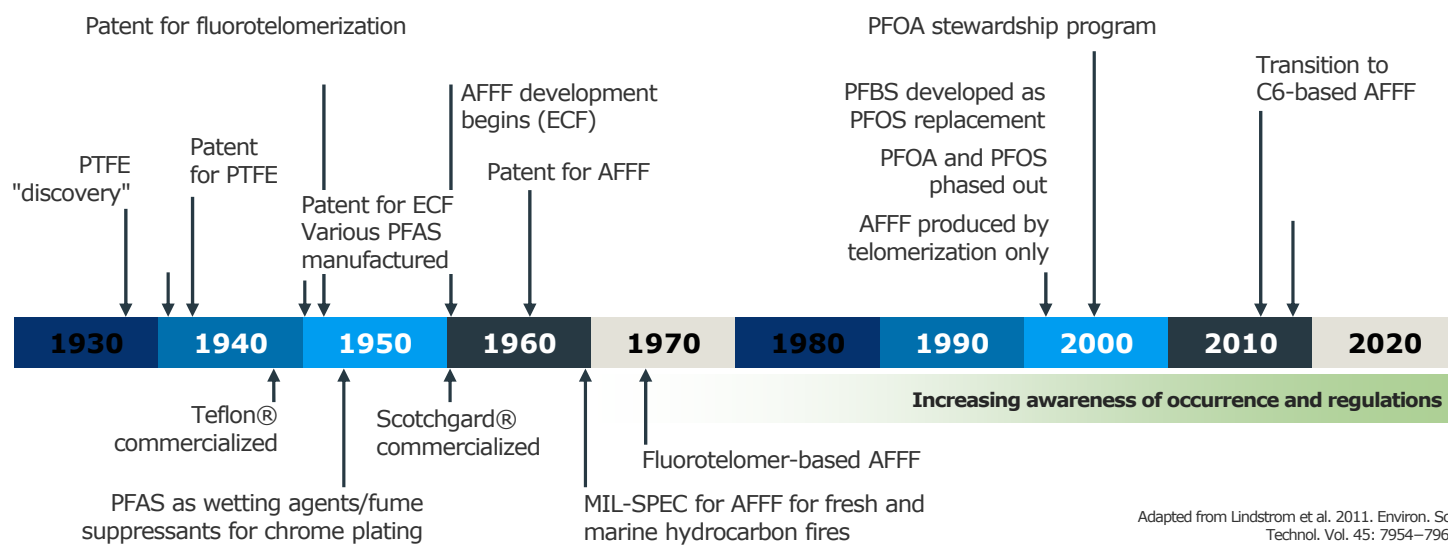 Patent for fluorotelomerization
PFOA stewardship program
AFFF development
begins (ECF)
PFBS developed as
PFOS replacement
Transition to
C6-based AFFF
PTFE
"discovery"
Patent
for PTFE
Patent for AFFF
PFOA and PFOS
phased out
Patent for ECF
Various PFAS
manufactured
AFFF produced by
telomerization only
1930
1940
1950
1960
1970
1980
1990
2000
2010
2020
Increasing awareness of occurrence and regulations
Teflon®
commercialized
Scotchgard®
commercialized
Fluorotelomer-based AFFF
PFAS as wetting agents/fume
suppressants for chrome plating
MIL-SPEC for AFFF for fresh and
marine hydrocarbon fires
Adapted from Lindstrom et al. 2011. Environ. Sc
Technol. Vol. 45: 7954–796